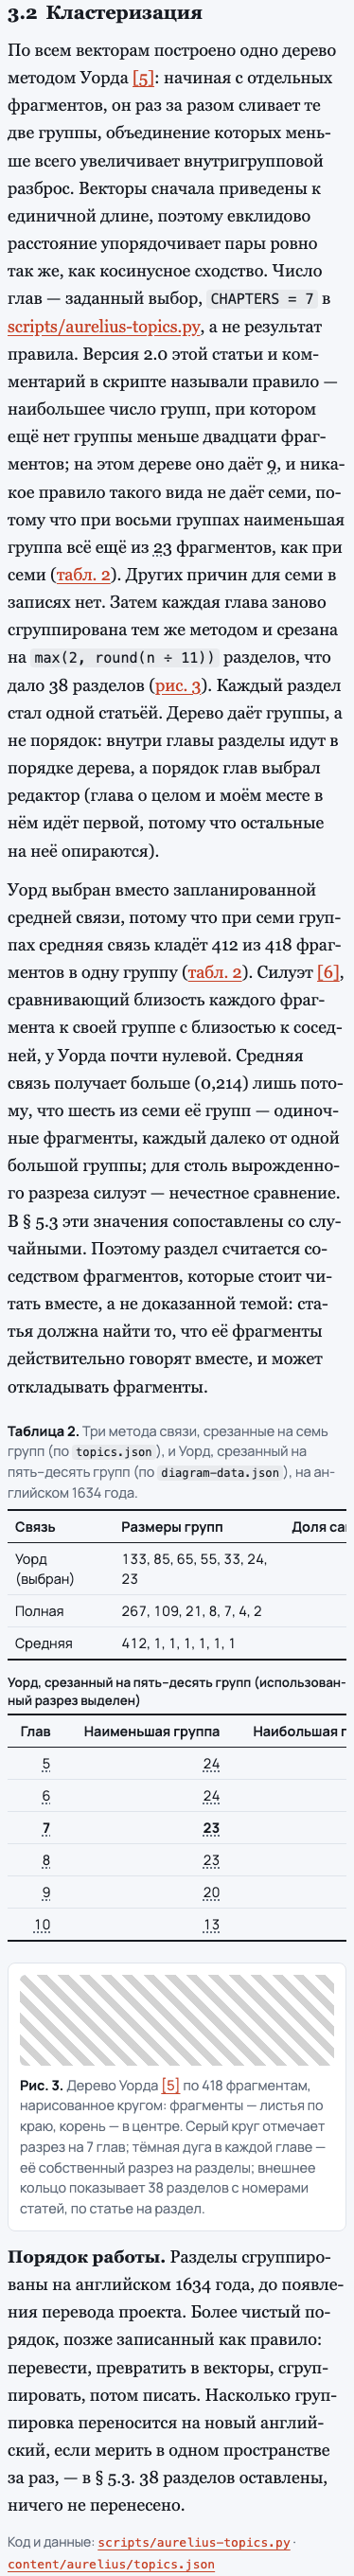 3.2 Кластеризация
По всем векторам построено одно дерево
методом Уорда [5]: начиная с отдельных
фрагментов, он раз за разом сливает те
две группы, объединение которых мень-
ше всего увеличивает внутригрупповой
разброс. Векторы сначала приведены к
единичной длине, поэтому евклидово
расстояние упорядочивает пары ровно
так же, как косинусное сходство. Число
глав — заданный выбор, CHAPTERS = 7 в
scripts/aurelius-topics.py, а не результат
правила. Версия 2.0 этой статьи и ком-
ментарий в скрипте называли правило —
наибольшее число групп, при котором
ещё нет группы меньше двадцати фраг-
ментов; на этом дереве оно даёт 9, и ника-
кое правило такого вида не даёт семи, по-
тому что при восьми группах наименьшая
группа всё ещё из 23 фрагментов, как при
семи (табл. 2). Других причин для семи в
записях нет. Затем каждая глава заново
сгруппирована тем же методом и срезана
на max(2, round(n ÷ 11)) разделов, что
дало 38 разделов (рис. 3). Каждый раздел
стал одной статьёй. Дерево даёт группы, а
не порядок: внутри главы разделы идут в
порядке дерева, а порядок глав выбрал
редактор (глава о целом и моём месте в
нём идёт первой, потому что остальные
на неё опираются).
Уорд выбран вместо запланированной
средней связи, потому что при семи груп-
пах средняя связь кладёт 412 из 418 фраг-
ментов в одну группу (табл. 2). Силуэт [6],
сравнивающий близость каждого фраг-
мента к своей группе с близостью к сосед-
ней, у Уорда почти нулевой. Средняя
связь получает больше (0,214) лишь пото-
му, что шесть из семи её групп — одиноч-
ные фрагменты, каждый далеко от одной
большой группы; для столь вырожденно-
го разреза силуэт — нечестное сравнение.
В § 5.3 эти значения сопоставлены со слу-
чайными. Поэтому раздел считается со-
седством фрагментов, которые стоит чи-
тать вместе, а не доказанной темой: ста-
тья должна найти то, что её фрагменты
действительно говорят вместе, и может
откладывать фрагменты.
Таблица 2. Три метода связи, срезанные на семь
групп (по topics.json), и Уорд, срезанный на
пять–десять групп (по diagram-data.json), на ан-
глийском 1634 года.
Связь Размеры групп Доля са
Уорд (выбран) 133, 85, 65, 55, 33, 24, 23
Полная 267, 109, 21, 8, 7, 4, 2
Средняя 412, 1, 1, 1, 1, 1, 1
Уорд, срезанный на пять–десять групп (использован-
ный разрез выделен)
Глав Наименьшая группа Наибольшая г
5 24
6 24
7 23
8 23
9 20
10 13
Рис. 3. Дерево Уорда [5] по 418 фрагментам,
нарисованное кругом: фрагменты — листья по
краю, корень — в центре. Серый круг отмечает
разрез на 7 глав; тёмная дуга в каждой главе —
её собственный разрез на разделы; внешнее
кольцо показывает 38 разделов с номерами
статей, по статье на раздел.
Порядок работы. Разделы сгруппиро-
ваны на английском 1634 года, до появле-
ния перевода проекта. Более чистый по-
рядок, позже записанный как правило:
перевести, превратить в векторы, сгруп-
пировать, потом писать. Насколько груп-
пировка переносится на новый англий-
ский, если мерить в одном пространстве
за раз, — в § 5.3. 38 разделов оставлены,
ничего не перенесено.
Код и данные: scripts/aurelius-topics.py ·
content/aurelius/topics.json